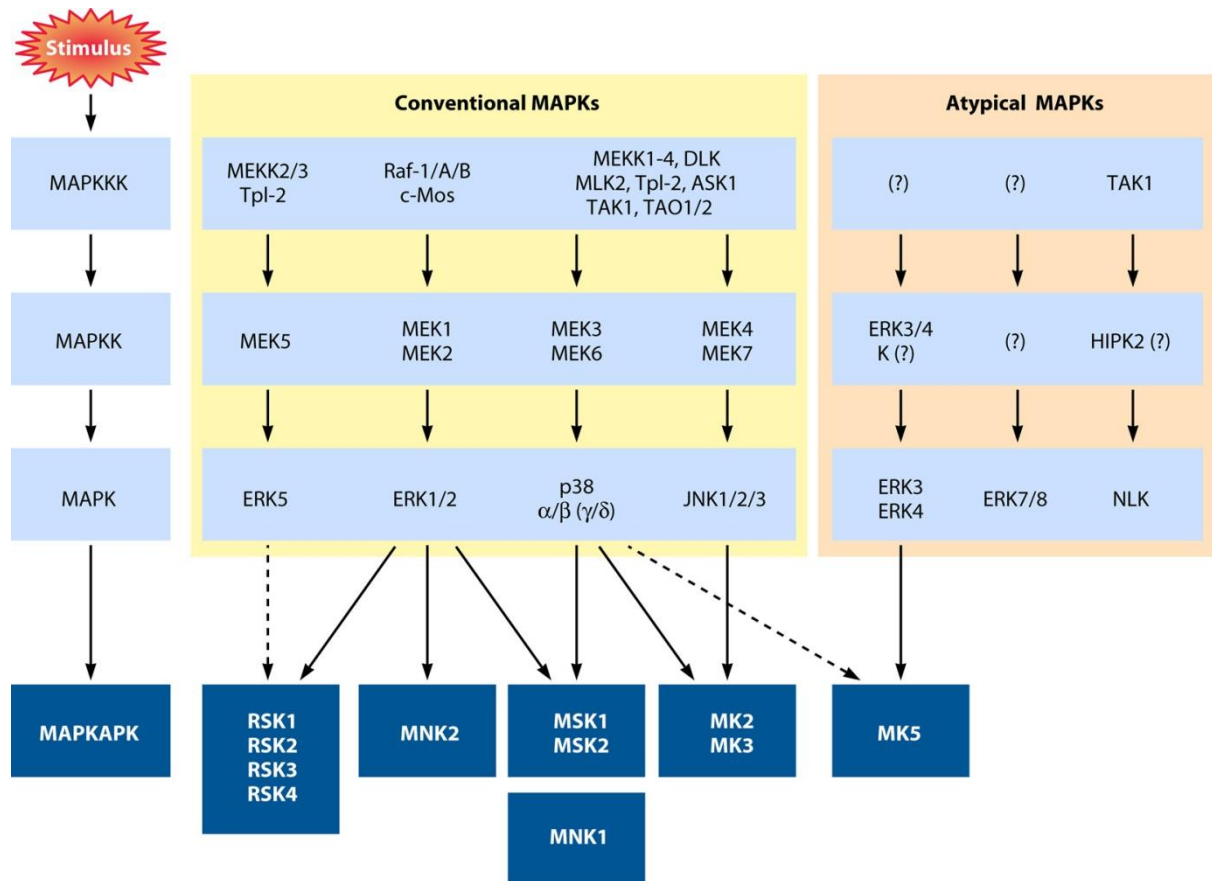 Stimulus
Conventional MAPKs
Atypical MAPKs
MAPKKK
MEKK2/3
Tpl-2
Raf-1/A/B
c-Mos
MEKK1-4, DLK
MLK2, Tpl-2, ASK1
TAK1, TAO1/2
(?)
(?)
TAK1
MAPKK
MEK5
MEK1
MEK2
MEK3
MEK6
MEK4
MEK7
ERK3/4
K (?)
(?)
HIPK2 (?)
MAPK
ERK5
ERK1/2
p38
α/β (γ/δ)
JNK1/2/3
ERK3
ERK4
ERK7/8
NLK
MAPKAPK
RSK1
RSK2
RSK3
RSK4
MNK2
MSK1
MSK2
MK2
MK3
MK5
MNK1